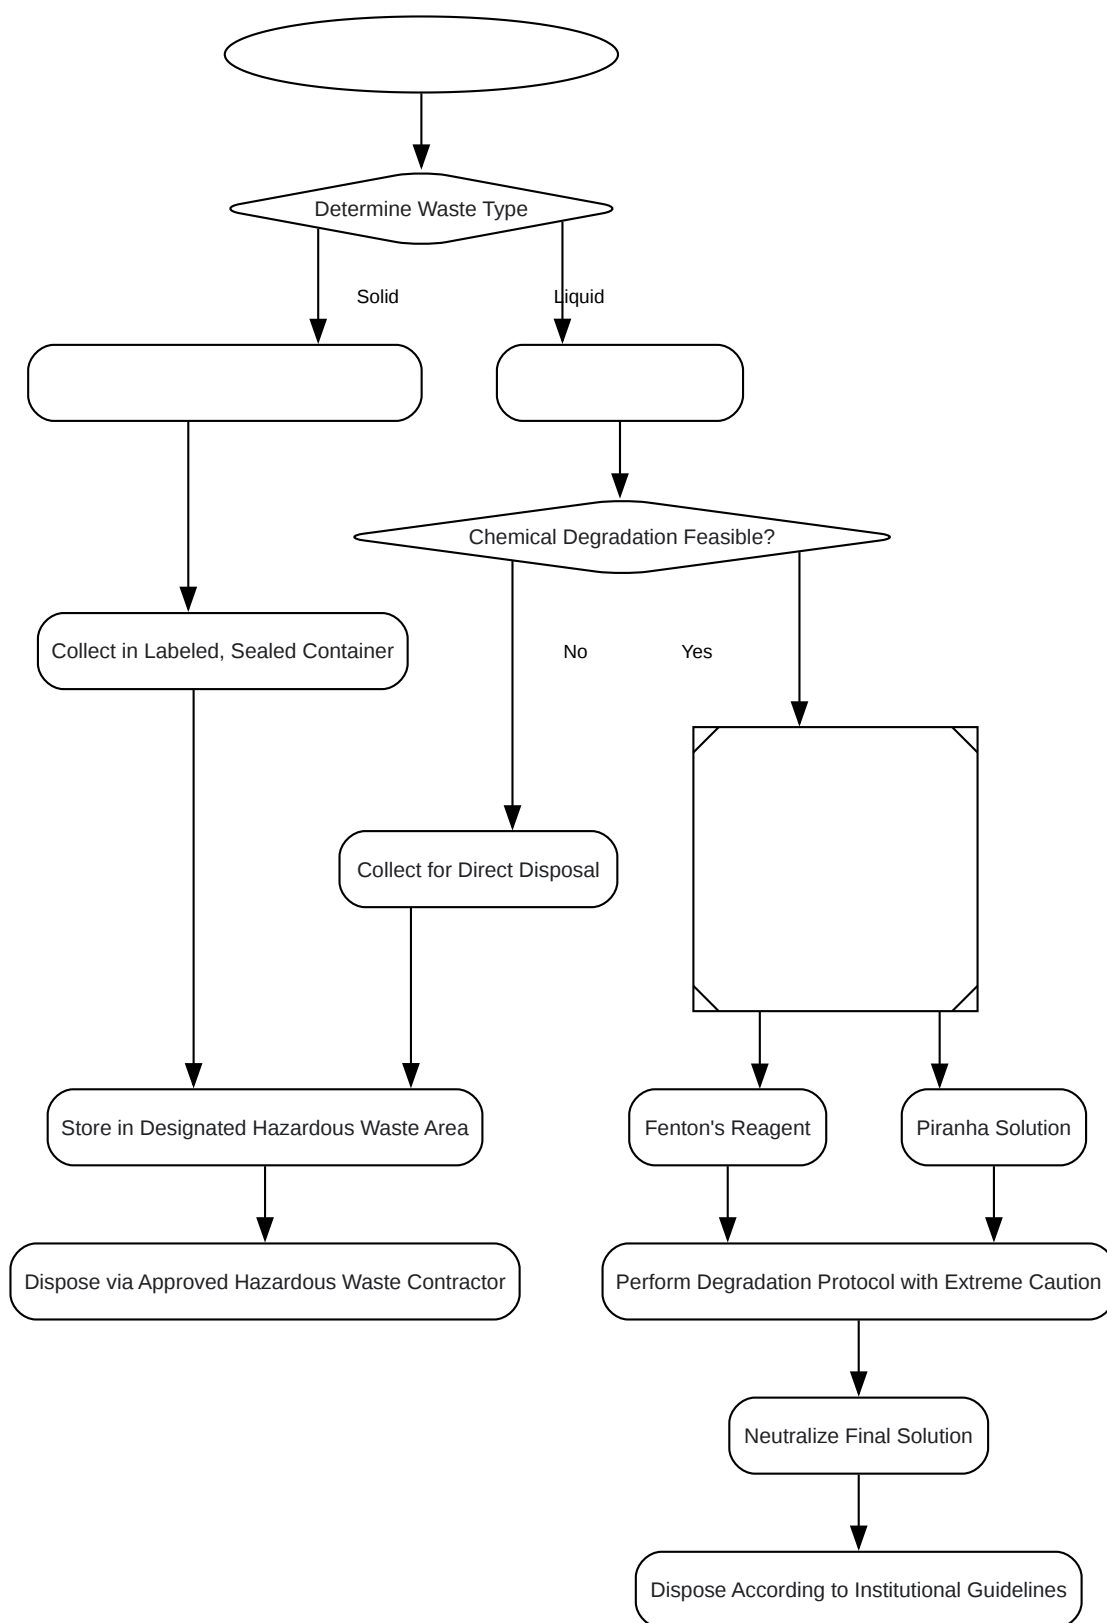 Determine Waste Type
Solid
Liquid
Chemical Degradation Feasible?
Collect in Labeled, Sealed Container
No
Yes
Collect for Direct Disposal
Store in Designated Hazardous Waste Area
Fenton's Reagent
Piranha Solution
Dispose via Approved Hazardous Waste Contractor
Perform Degradation Protocol with Extreme Caution
Neutralize Final Solution
Dispose According to Institutional Guidelines